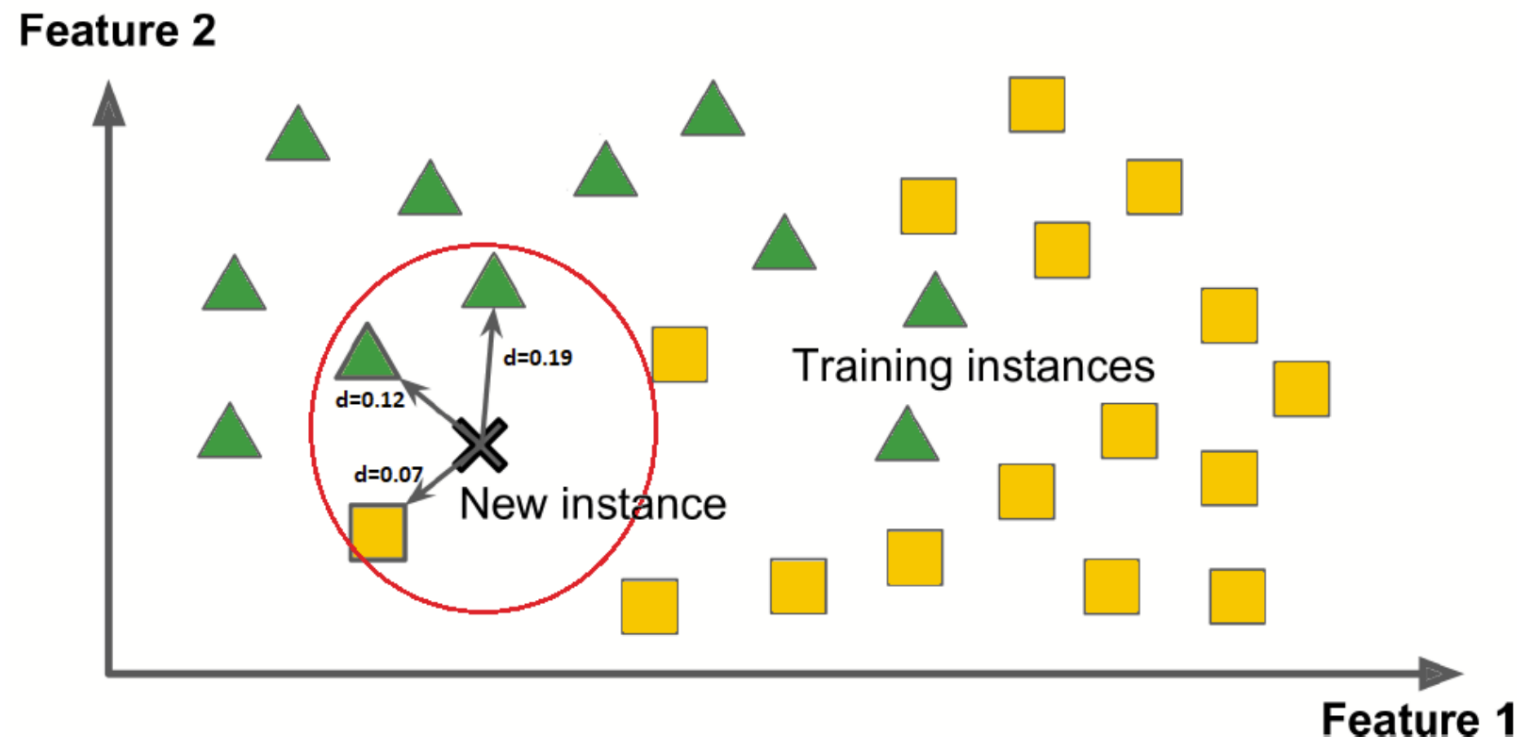 Feature 2
d=0.19
Training instances
d=0.12
d=0.07
New instance
Feature 1